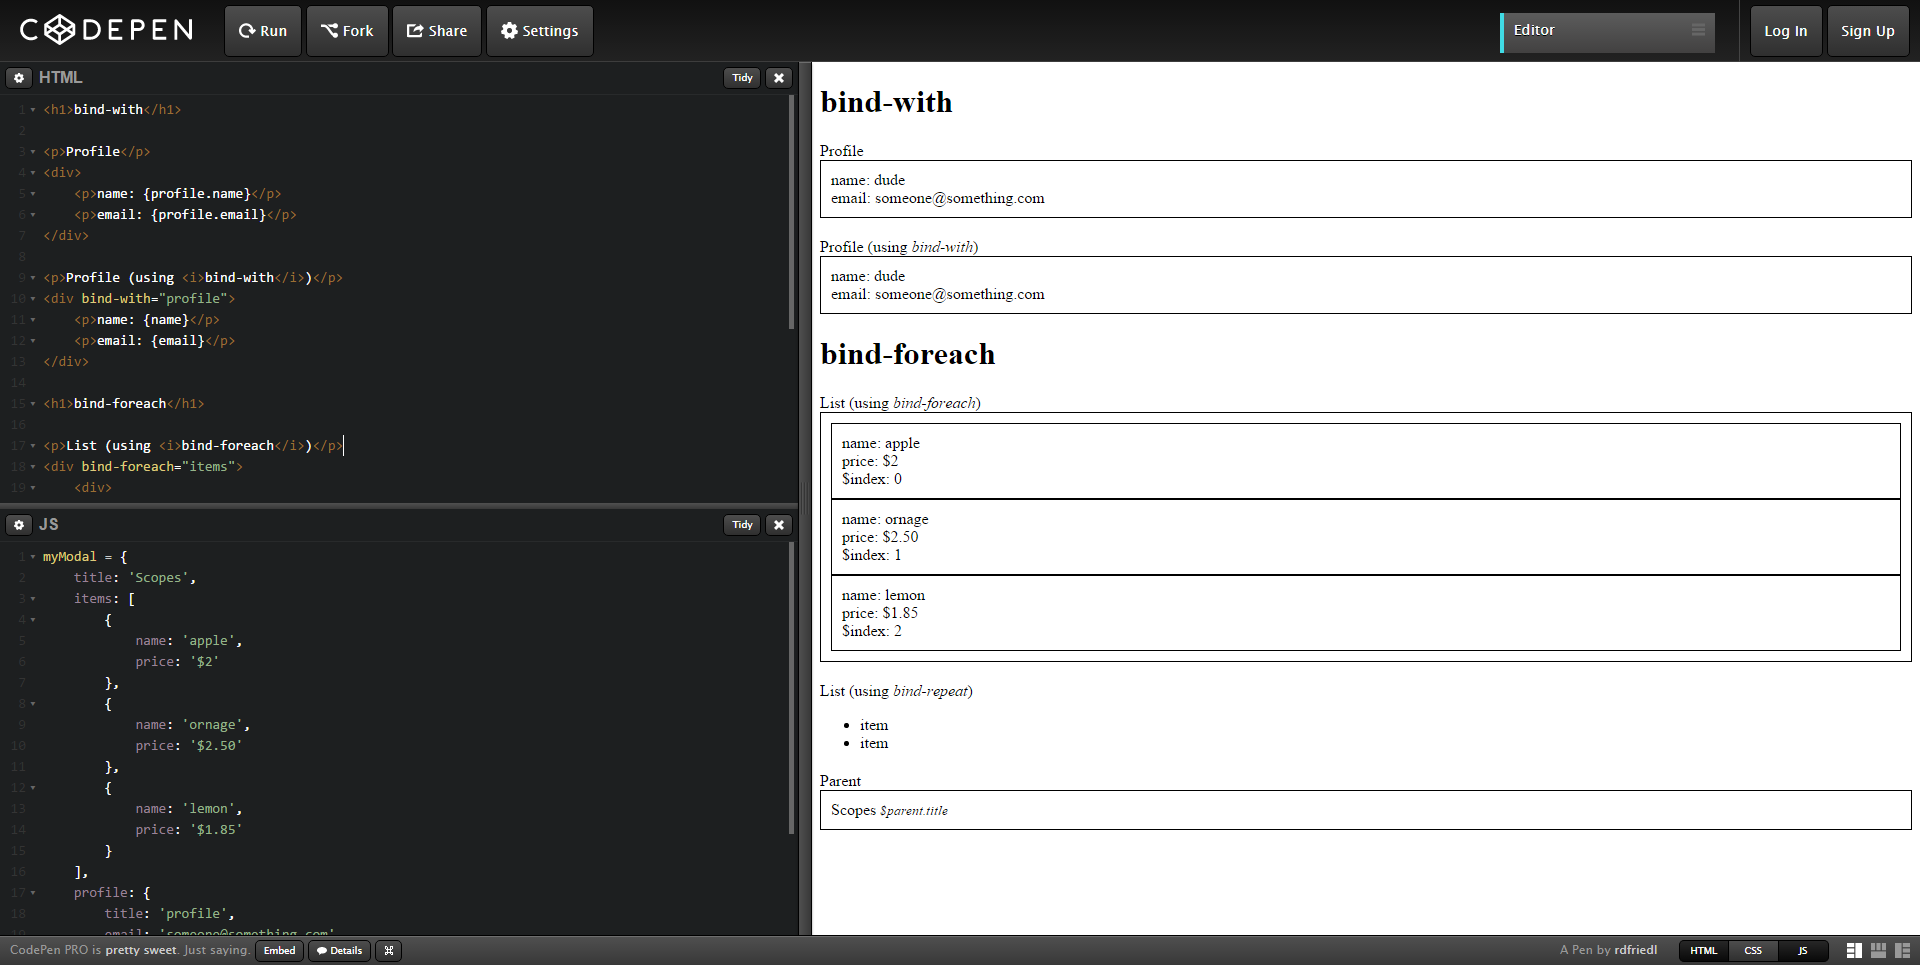 CODEPEN
Run
Fork
Share
Settings
Editor
Log In
Sign Up
HTML
Tidy
1 <h1>bind-with</h1>
2
3 <p>Profile</p>
4 <div>
5 <p>name: {profile.name}</p>
6 <p>email: {profile.email}</p>
7 </div>
8
9 <p>Profile (using <i>bind-with</i>)</p>
10 <div bind-with="profile">
11 <p>name: {name}</p>
12 <p>email: {email}</p>
13 </div>
14
15 <h1>bind-foreach</h1>
16
17 <p>List (using <i>bind-foreach</i>)</p>
18 <div bind-foreach="items">
19 <div>
JS
Tidy
1 myModal = {
2 title: 'Scopes',
3 items: [
4 {
5 name: 'apple',
6 price: '$2'
7 },
8 {
9 name: 'ornage',
10 price: '$2.50'
11 },
12 {
13 name: 'lemon',
14 price: '$1.85'
15 }
16 ],
17 profile: {
18 title: 'profile',
19 email: 'someone@something.com'
bind-with
Profile
name: dude
email: someone@something.com
Profile (using bind-with)
name: dude
email: someone@something.com
bind-foreach
List (using bind-foreach)
name: apple
price: $2
$index: 0
name: ornage
price: $2.50
$index: 1
name: lemon
price: $1.85
$index: 2
List (using bind-repeat)
• item
• item
Parent
Scopes $parent.title
CodePen PRO is pretty sweet. Just saying.
Embed
Details
⌘
A Pen by rdfriedl
HTML
CSS
JS